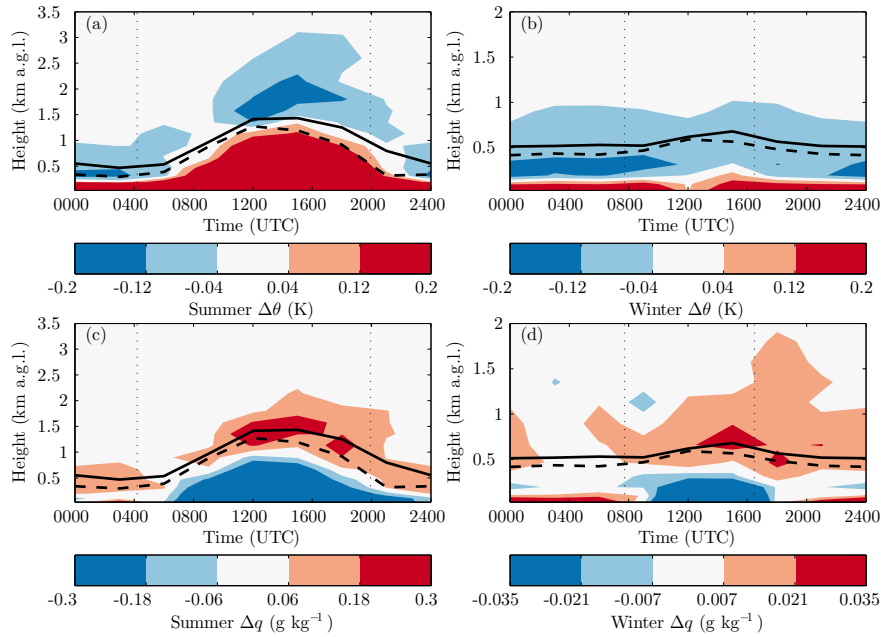 (a)
3.5
3
2.5
2
1.5
1
0.5
Height (km a.g.l.)
0000 0400 0800 1200 1600 2000 2400
Time (UTC)
-0.2 -0.12 -0.04 0.04 0.12 0.2
Summer Δθ (K)
(b)
2
1.5
1
0.5
Height (km a.g.l.)
0000 0400 0800 1200 1600 2000 2400
Time (UTC)
-0.2 -0.12 -0.04 0.04 0.12 0.2
Winter Δθ (K)
(c)
3.5
3
2.5
2
1.5
1
0.5
Height (km a.g.l.)
0000 0400 0800 1200 1600 2000 2400
Time (UTC)
-0.3 -0.18 -0.06 0.06 0.18 0.3
Summer Δq (g kg⁻¹)
(d)
2
1.5
1
0.5
Height (km a.g.l.)
0000 0400 0800 1200 1600 2000 2400
Time (UTC)
-0.035 -0.021 -0.007 0.007 0.021 0.035
Winter Δq (g kg⁻¹)